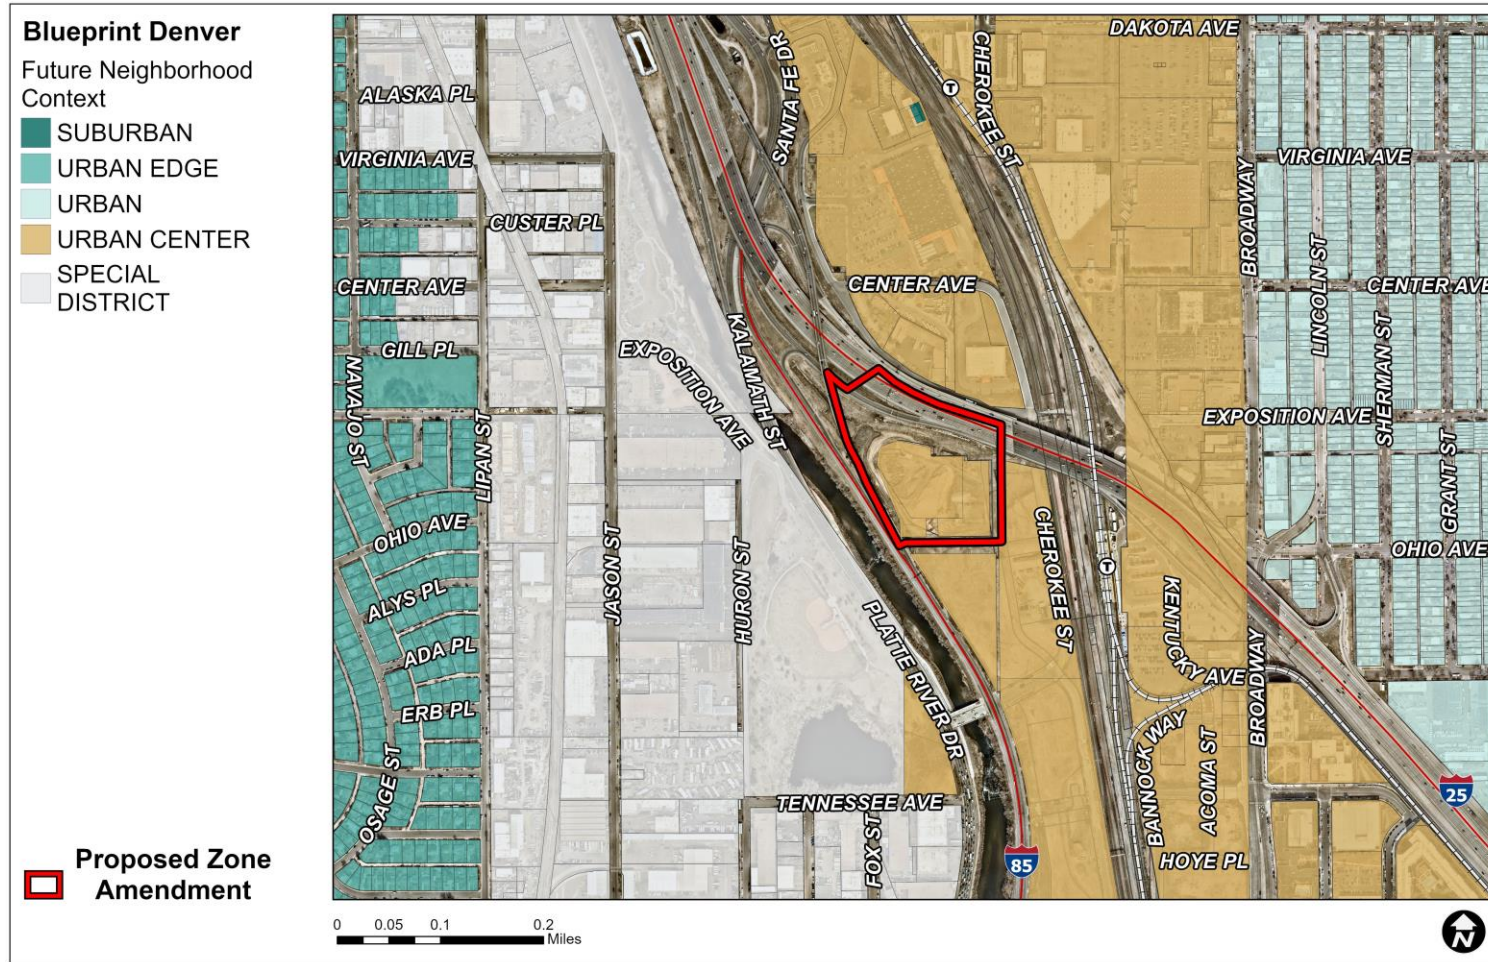 Blueprint Denver
Future Neighborhood
Context
SUBURBAN
URBAN EDGE
URBAN
URBAN CENTER
SPECIAL
DISTRICT
Proposed Zone
Amendment
DAKOTA AVE
SANTA FE DR
CHEROKEE ST
ALASKA PL
T
VIRGINIA AVE
VIRGINIA AVE
BROADWAY
CUSTER PL
LINCOLN ST
CENTER AVE
CENTER AVE
CENTER AVE
KALAMATH ST
SHERMAN ST
GILL PL
EXPOSITION AVE
NAVAJO ST
EXPOSITION AVE
LIPAN ST
GRANT ST
OHIO AVE
CHEROKEE ST
OHIO AVE
JASON ST
HURON ST
T
ALYS PL
KENTUCKY AVE
PLATTE RIVER DR
ADA PL
BROADWAY
ERB PL
BANNOCK WAY
ACOMA ST
OSAGE ST
TENNESSEE AVE
25
FOX ST
85
HOYE PL
0 0.05 0.1 0.2
Miles
N